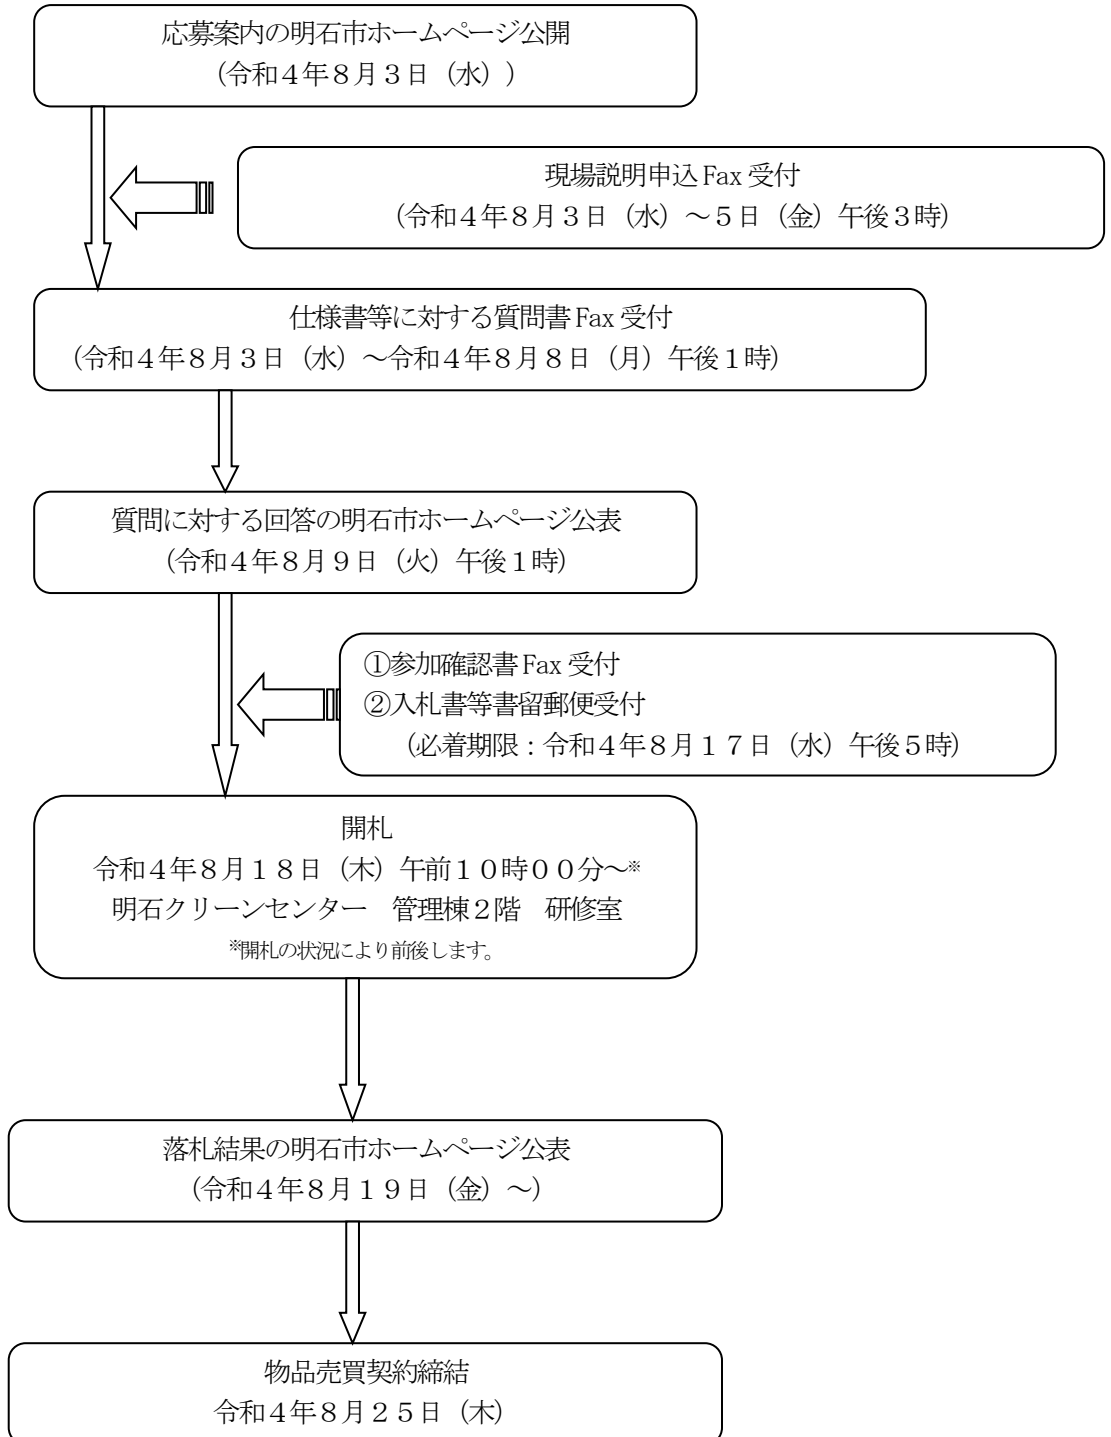 応募案内の明石市ホームページ公開
（令和４年８月３日（水））
現場説明申込 Fax 受付
（令和４年８月３日（水）～５日（金）午後３時）
仕様書等に対する質問書 Fax 受付
（令和４年８月３日（水）～令和４年８月８日（月）午後１時）
質問に対する回答の明石市ホームページ公表
（令和４年８月９日（火）午後１時）
①参加確認書 Fax 受付
②入札書等書留郵便受付
（必着期限：令和４年８月１７日（水）午後５時）
開札
令和４年８月１８日（木）午前１０時００分～※
明石クリーンセンター　管理棟２階　研修室
※開札の状況により前後します。
落札結果の明石市ホームページ公表
（令和４年８月１９日（金）～）
物品売買契約締結
令和４年８月２５日（木）